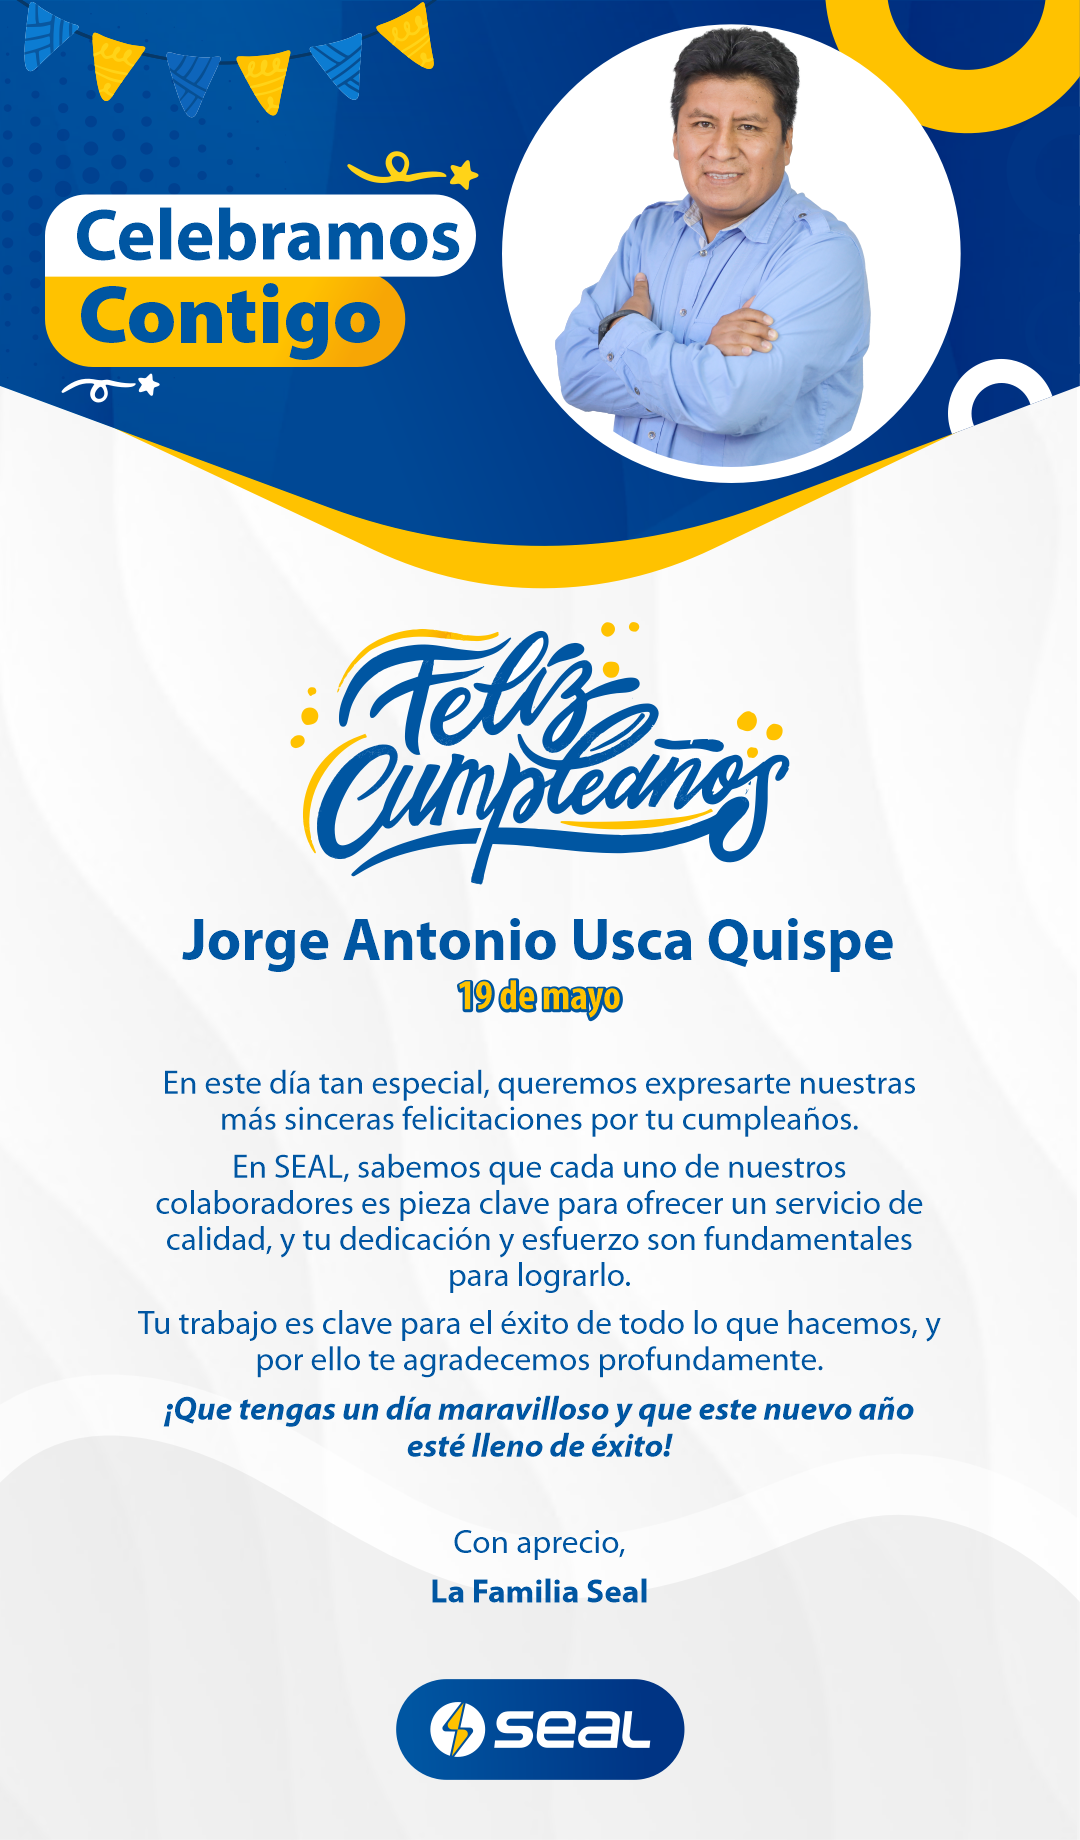 Celebramos
Contigo
Feliz
Cumpleaños
Jorge Antonio Usca Quispe
19 de mayo
En este día tan especial, queremos expresarte nuestras
más sinceras felicitaciones por tu cumpleaños.
En SEAL, sabemos que cada uno de nuestros
colaboradores es pieza clave para ofrecer un servicio de
calidad, y tu dedicación y esfuerzo son fundamentales
para lograrlo.
Tu trabajo es clave para el éxito de todo lo que hacemos, y
por ello te agradecemos profundamente.
¡Que tengas un día maravilloso y que este nuevo año
esté lleno de éxito!
Con aprecio,
La Familia Seal
seal